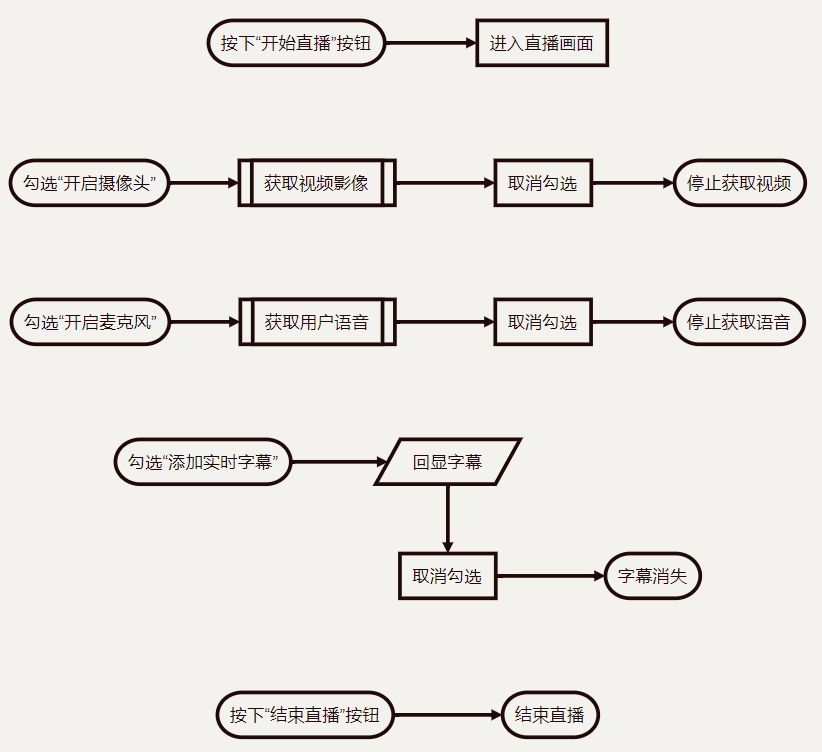 按下“开始直播”按钮
进入直播画面
勾选“开启摄像头”
获取视频影像
取消勾选
停止获取视频
勾选“开启麦克风”
获取用户语音
取消勾选
停止获取语音
勾选“添加实时字幕”
回显字幕
取消勾选
字幕消失
按下“结束直播”按钮
结束直播